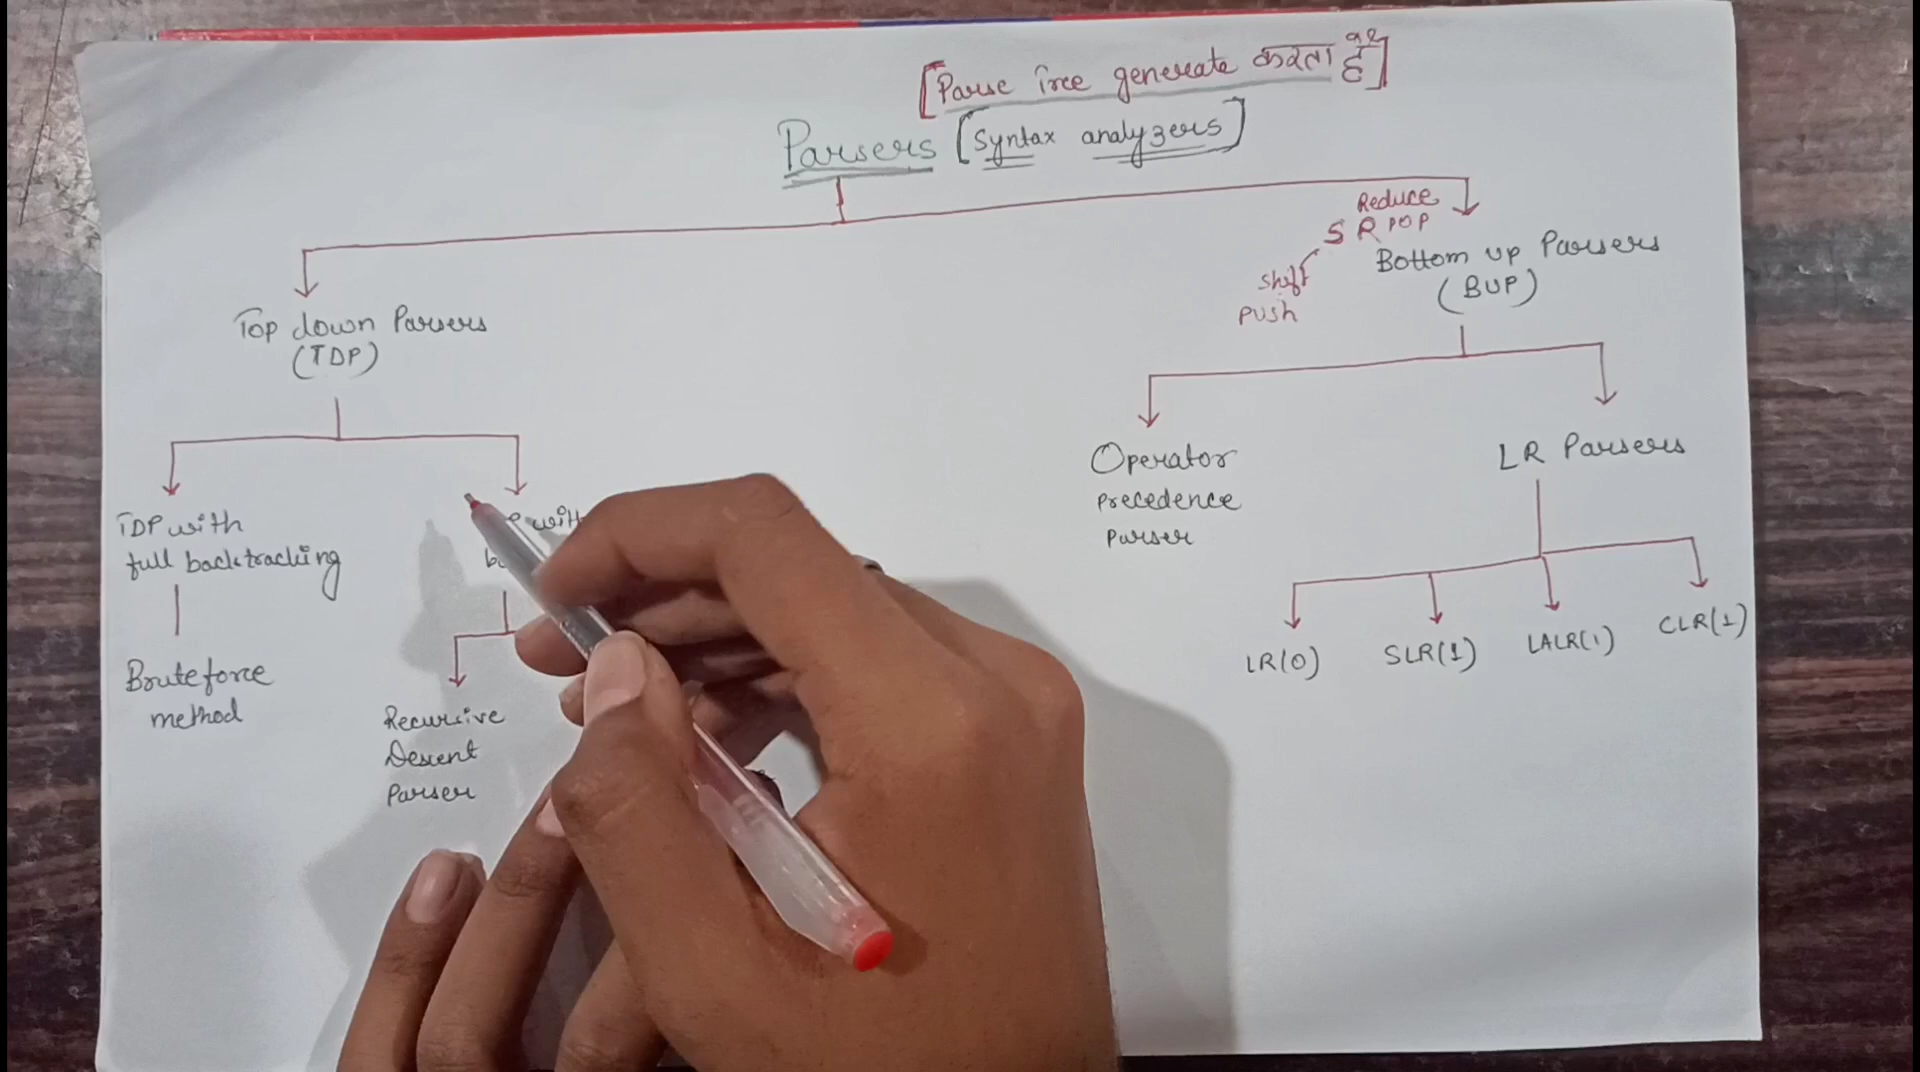 [Parse Tree generate करता है]
Parsers [Syntax analyzers]
Reduce
S R POP
Shift
PUSH
Bottom up Parsers
(BUP)
Top down Parsers
(TDP)
Operator
Precedence
Parser
LR Parsers
TDP with
full backtracking
with
Bruteforce
method
LR(0)
SLR(1)
LALR(1)
CLR(1)
Recursive
Descent
Parser